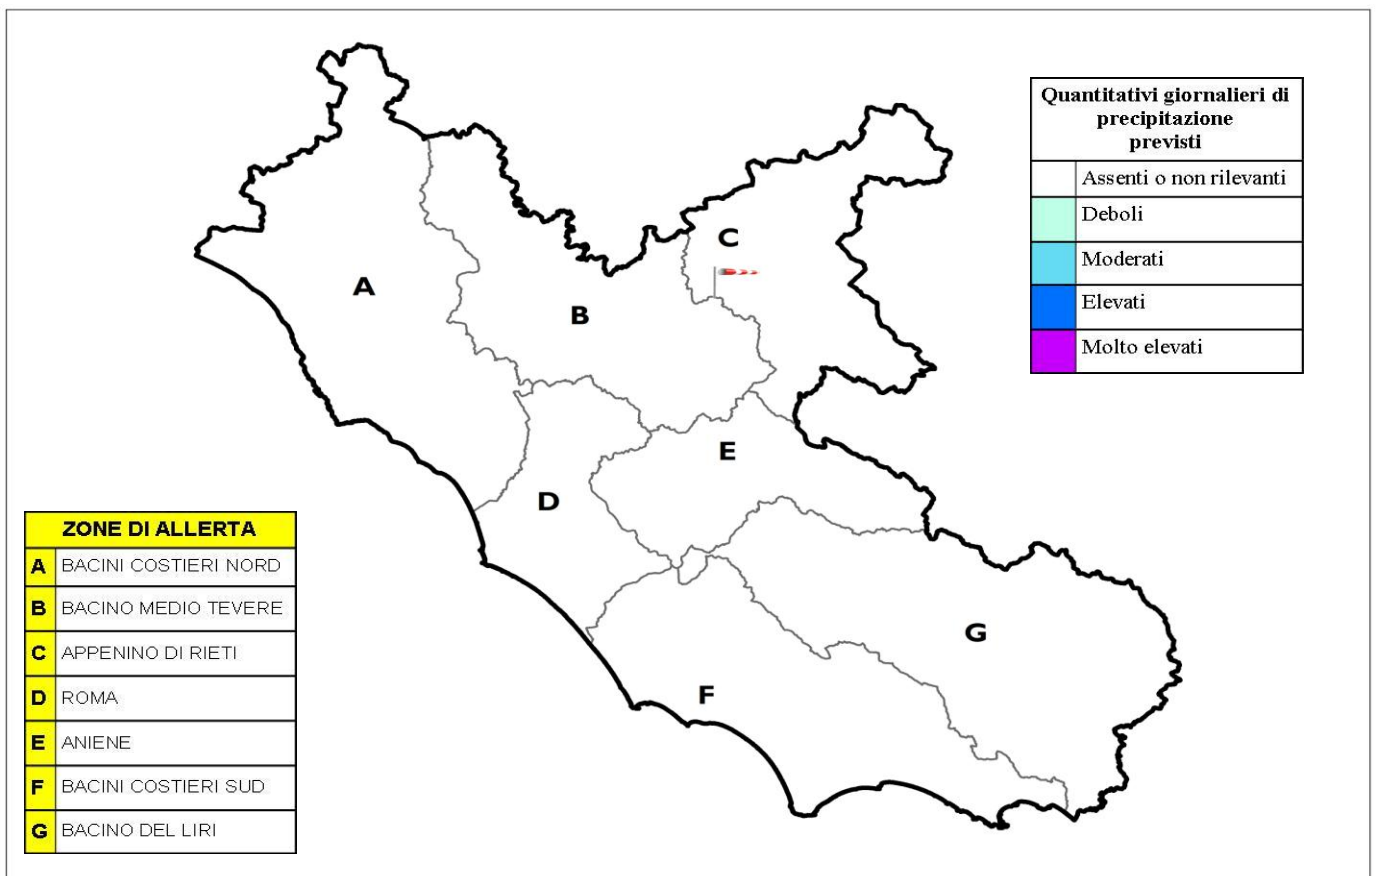 Quantitativi giornalieri di
precipitazione
previsti
Assenti o non rilevanti
Deboli
Moderati
Elevati
Molto elevati
C
A
B
E
D
G
F
ZONE DI ALLERTA
A BACINI COSTIERI NORD
B BACINO MEDIO TEVERE
C APPENINO DI RIETI
D ROMA
E ANIENE
F BACINI COSTIERI SUD
G BACINO DEL LIRI